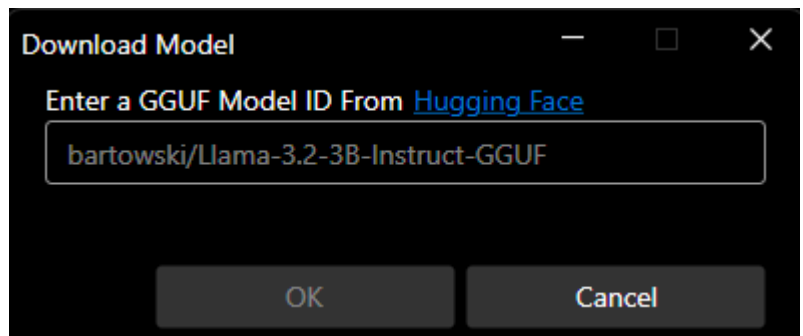 Download Model
Enter a GGUF Model ID From Hugging Face
bartowski/Llama-3.2-3B-Instruct-GGUF
OK Cancel